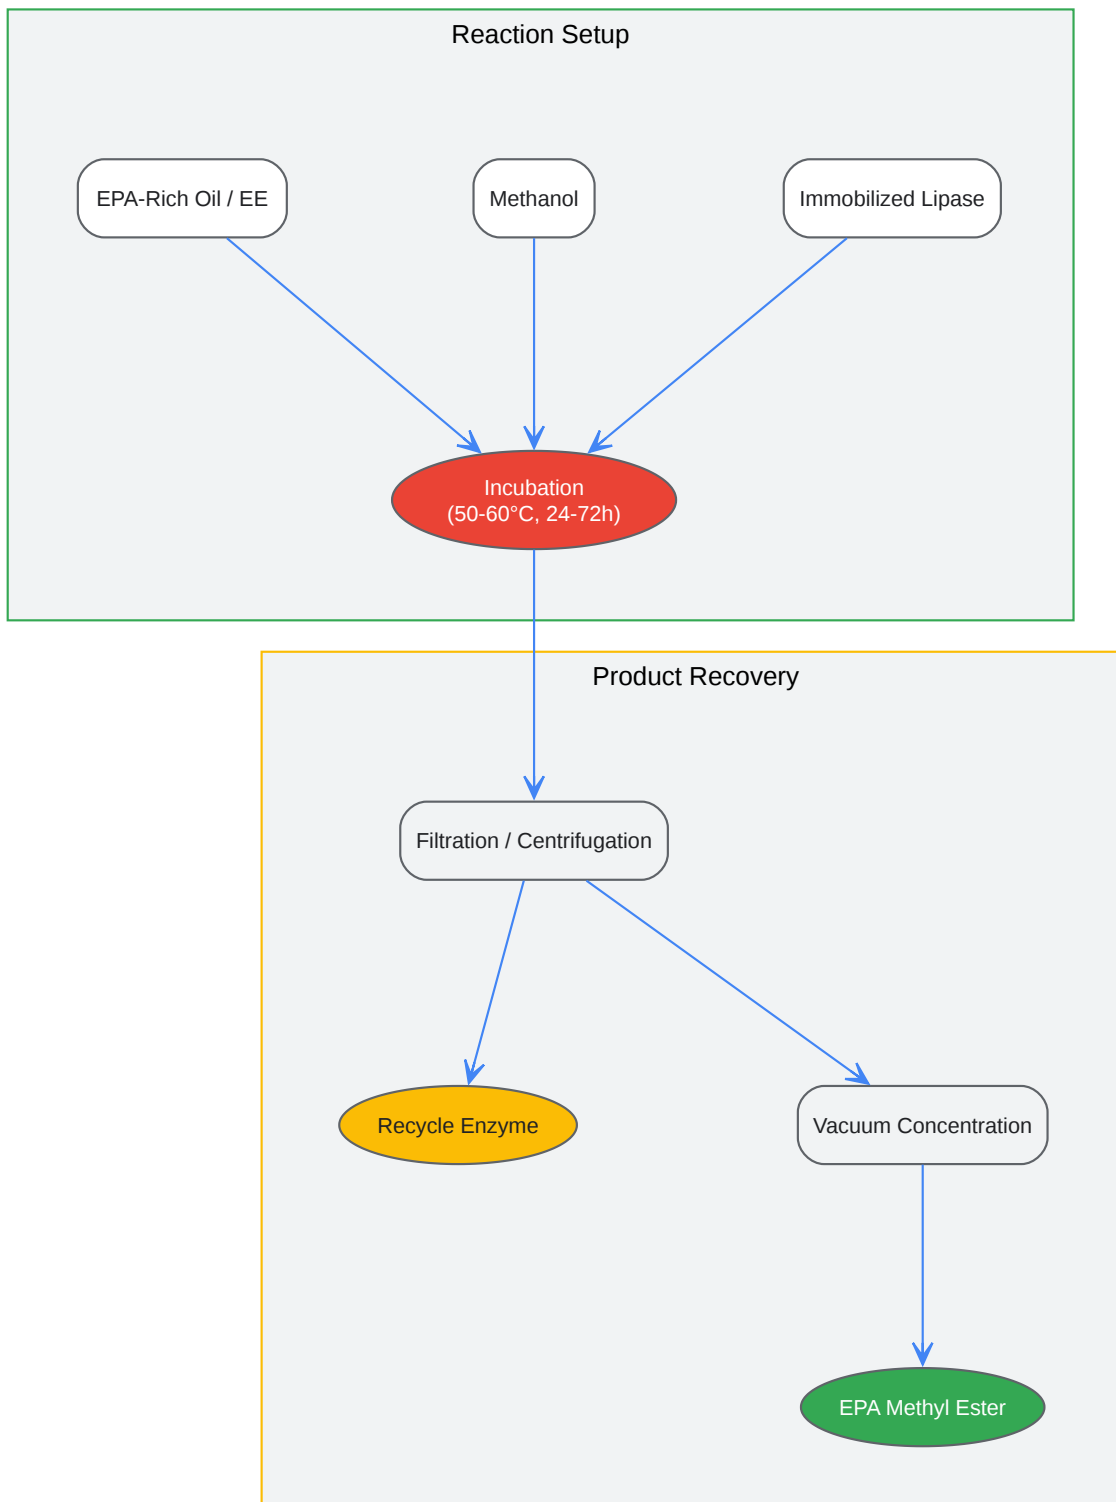 Reaction Setup
EPA-Rich Oil / EE
Methanol
Immobilized Lipase
Incubation
(50-60°C, 24-72h)
Product Recovery
Filtration / Centrifugation
Recycle Enzyme
Vacuum Concentration
EPA Methyl Ester